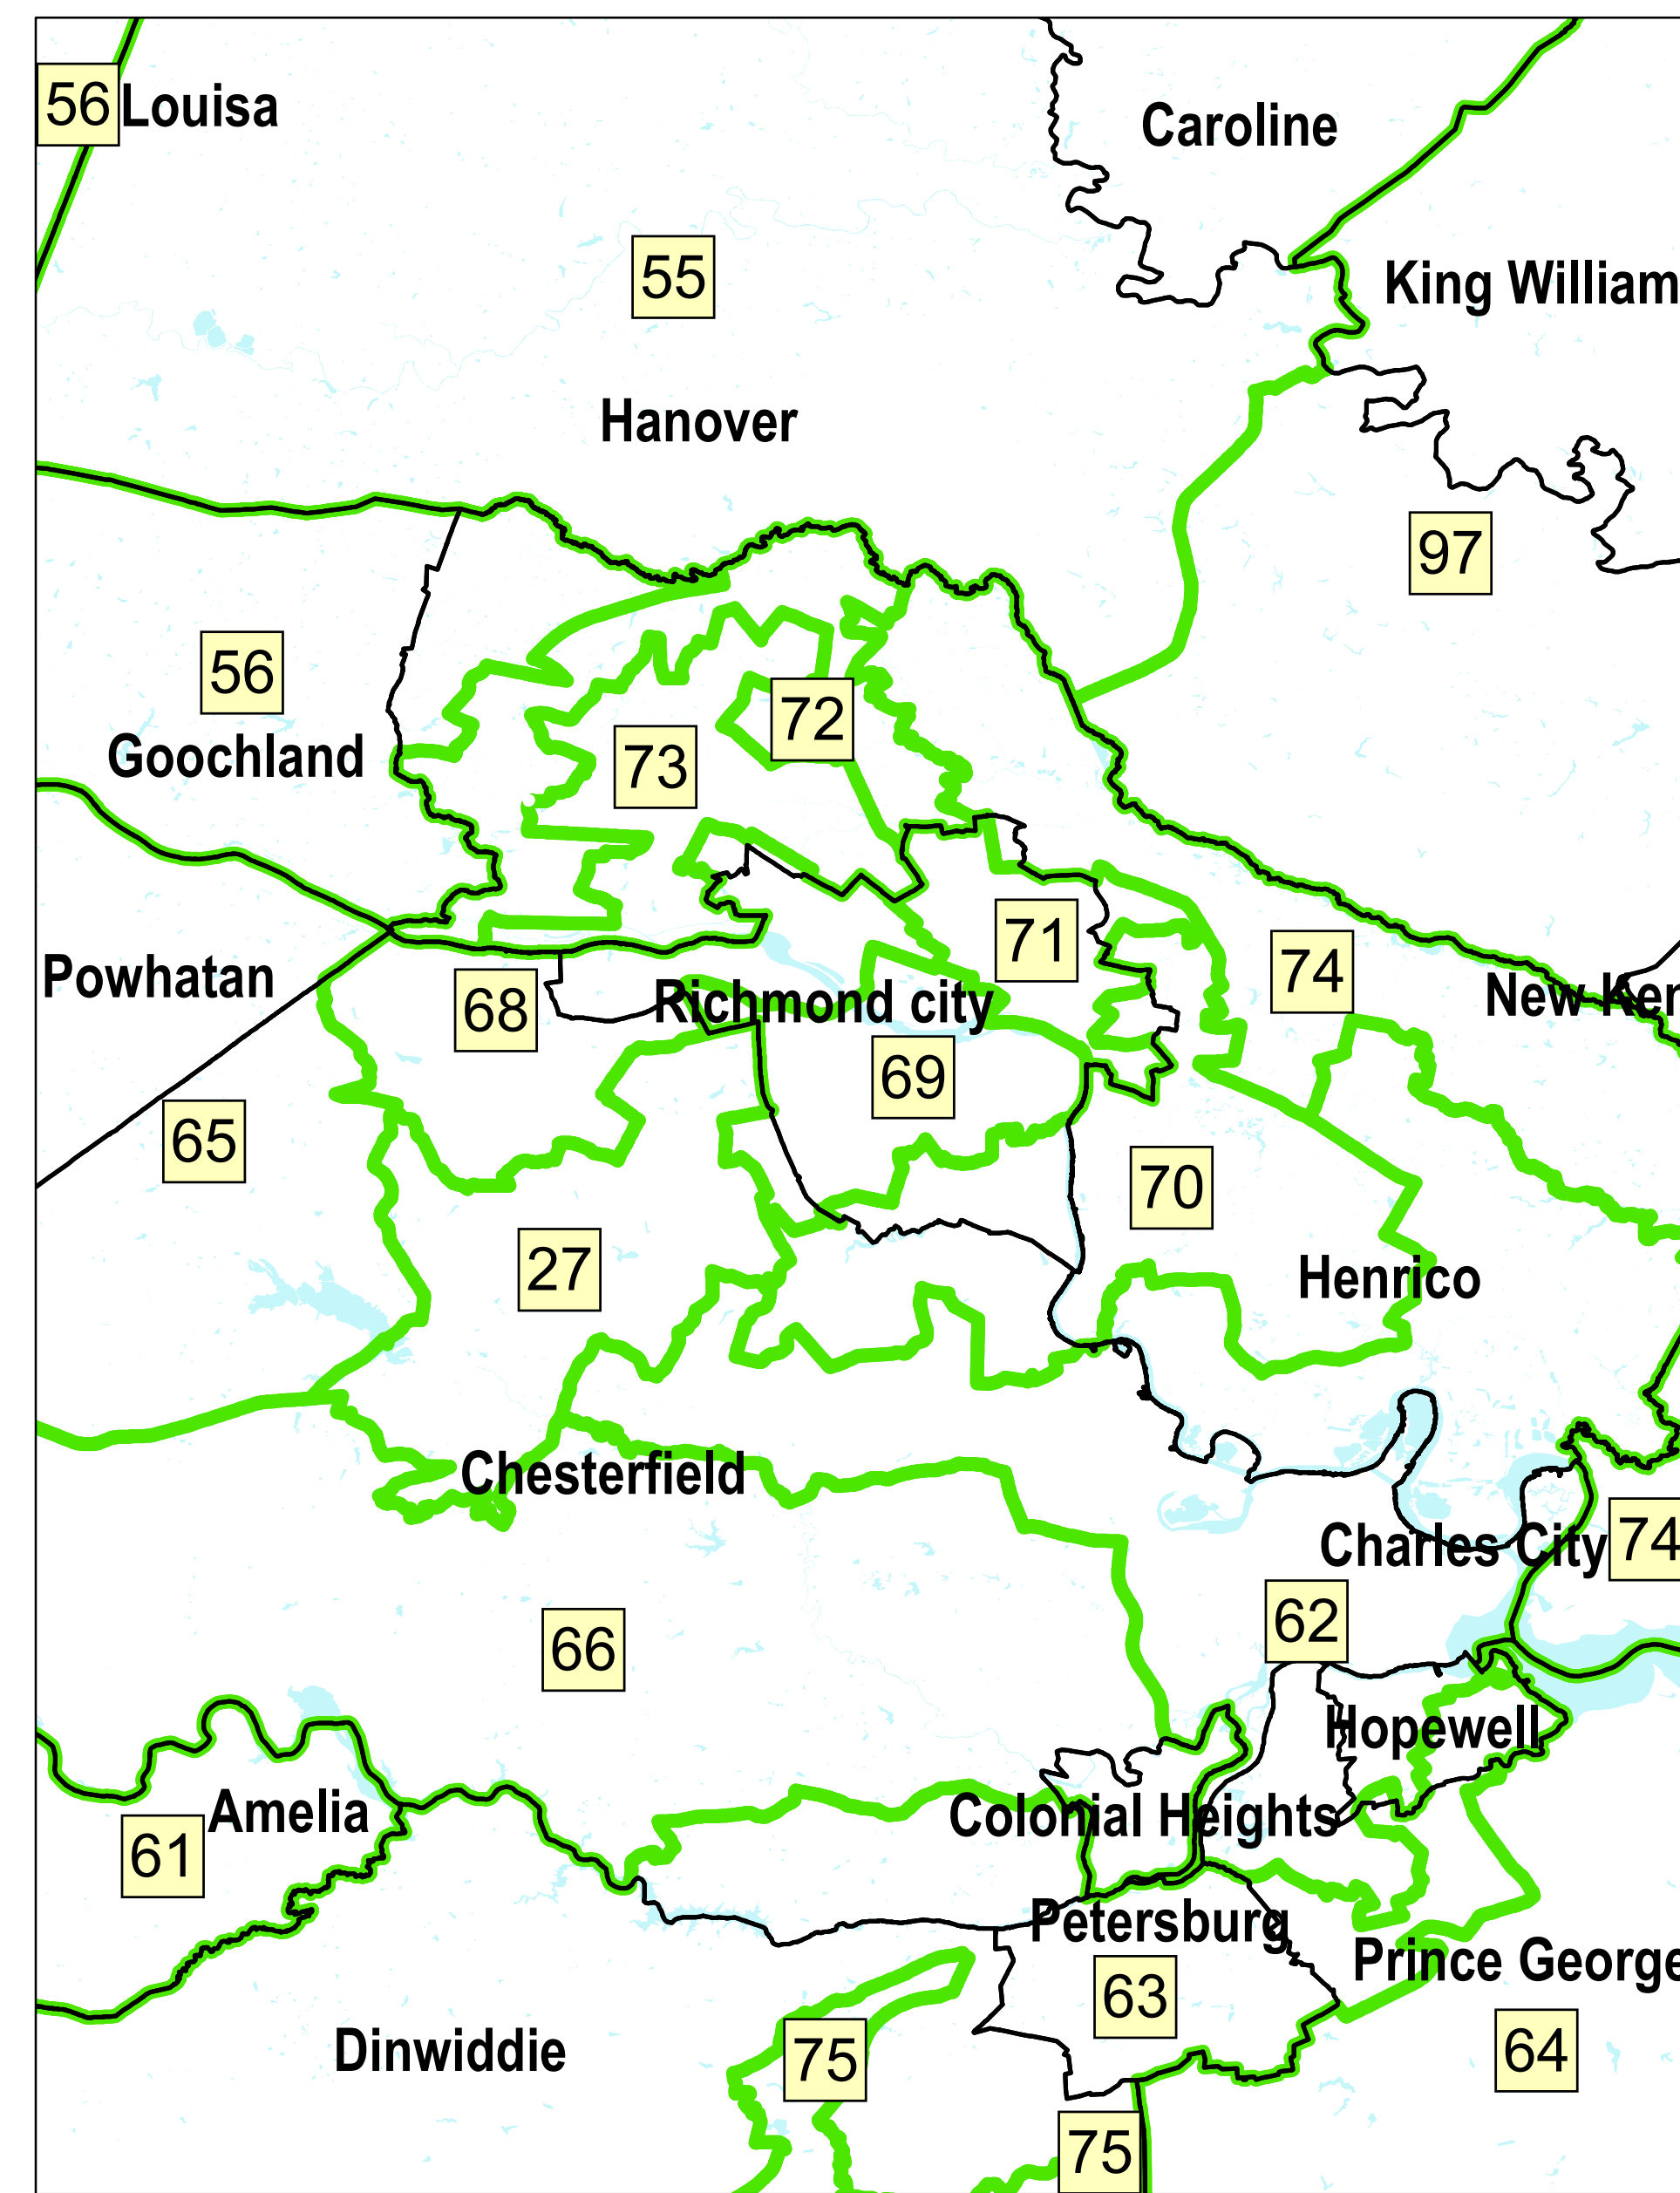 56 Louisa
Caroline
55
King William
Hanover
97
56
72
73
Goochland
71
74
Powhatan
68
Richmond city
New Ken
69
65
70
27
Henrico
Chesterfield
Charles City 74
62
66
Hopewell
Amelia
Colonial Heights
61
Petersburg
Prince George
63
Dinwiddie
75
64
75